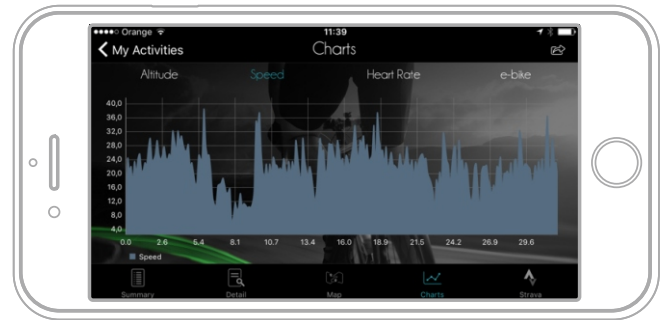 Orange 11:39
My Activities Charts
Altitude Speed Heart Rate e-bike
40,0
36,0
32,0
28,0
24,0
20,0
16,0
12,0
8,0
4,0
0.0 2.6 5.4 8.1 10.7 13.4 16.0 18.9 21.5 24.2 26.9 29.6
Speed
Summary Detail Map Charts Strava